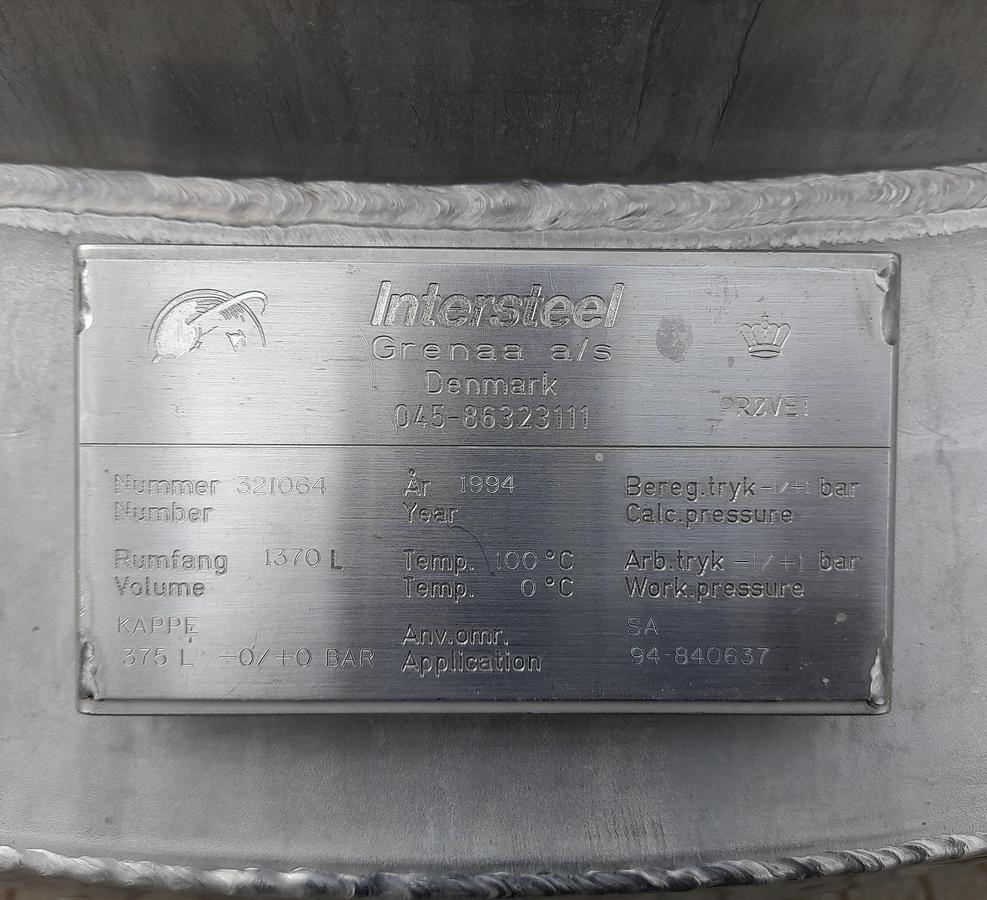 Intersteel
Grenaa a/s
Denmark
045-86323111
PRØVET
Nummer 321064 År 1994 Bereg.tryk -1/+1 bar
Number Year Calc.pressure
Rumfang 1370 L Temp. 100 °C Arb.tryk -1/+1 bar
Volume Temp. 0 °C Work.pressure
KAPPE Anv.omr. SA
375 L ÷0/+0 BAR Application 94-840637